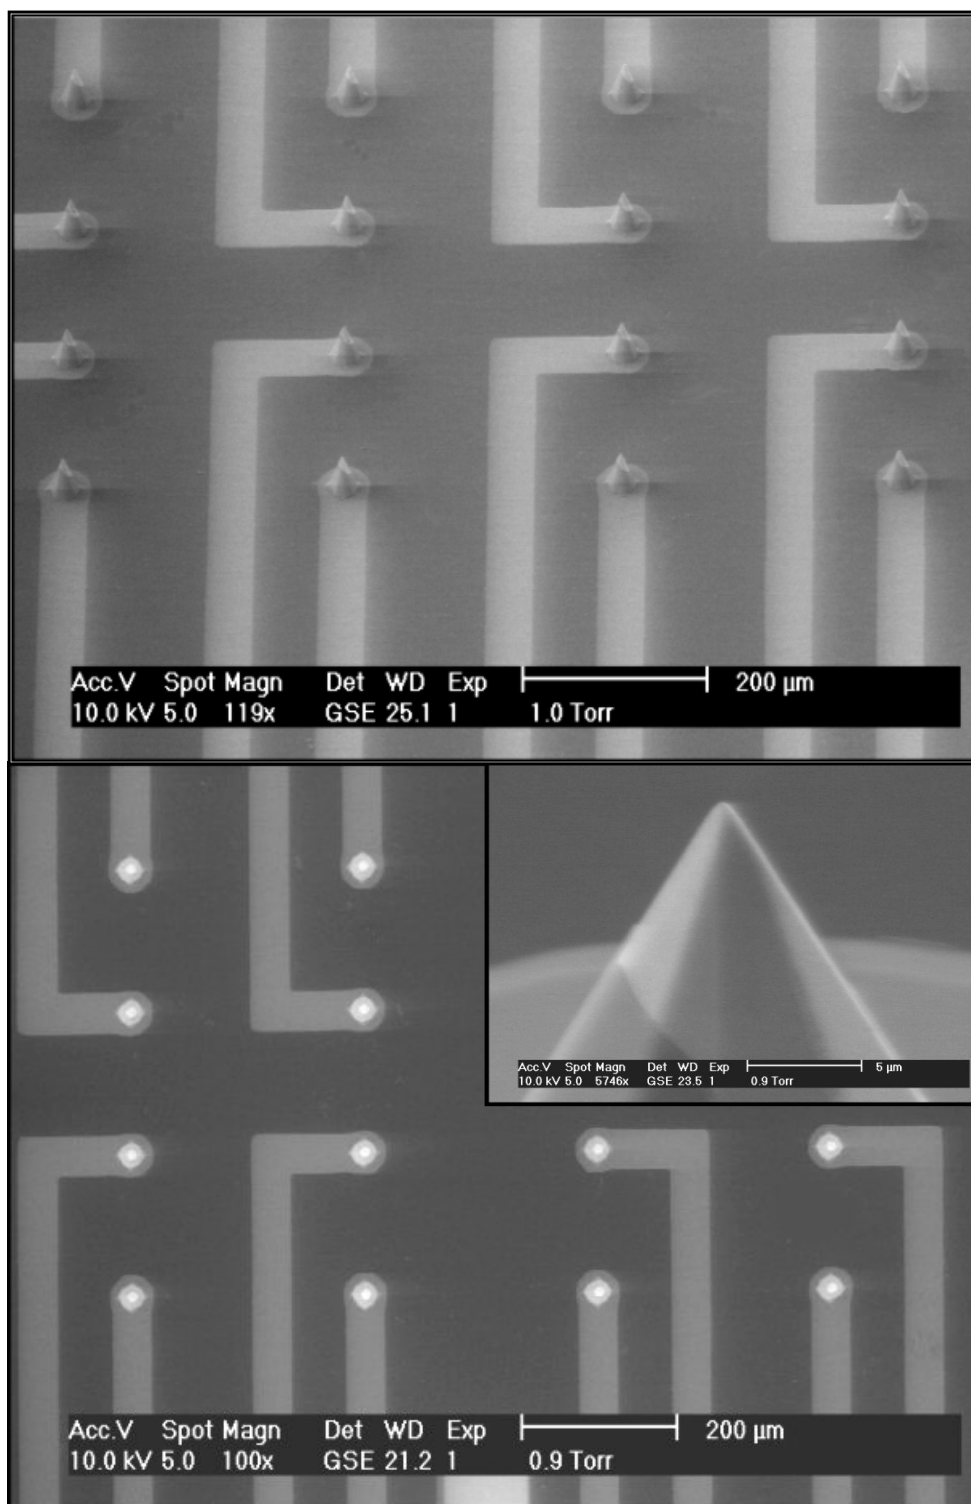 Acc.V Spot Magn Det WD Exp 200 µm
10.0 kV 5.0 119x GSE 25.1 1 1.0 Torr
Acc.V Spot Magn Det WD Exp 5 µm
10.0 kV 5.0 5746x GSE 23.5 1 0.9 Torr
Acc.V Spot Magn Det WD Exp 200 µm
10.0 kV 5.0 100x GSE 21.2 1 0.9 Torr